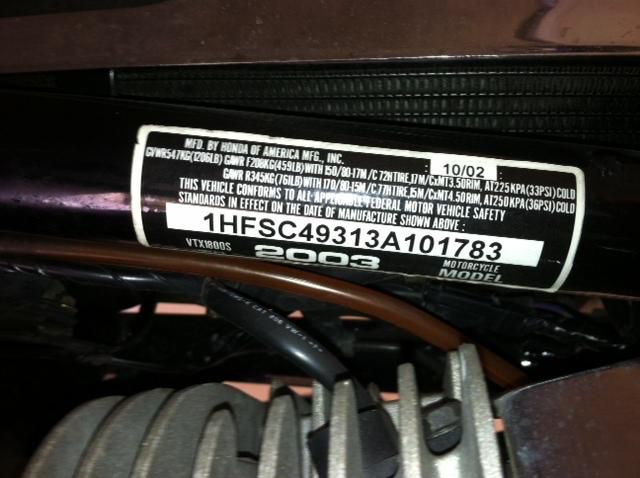 MFD. BY HONDA OF AMERICA MFG., INC. 10/02
GVWR547KG(1206LB) GAWR F208KG(459LB)WITH 150/80-17M/C 72H TIRE,17M/CxMT3.50RIM, AT225KPA(33PSI)COLD
GAWR R345KG(761LB)WITH 170/80-15M/C 77H TIRE,15M/CxMT4.50RIM, AT250KPA(36PSI)COLD
THIS VEHICLE CONFORMS TO ALL APPLICABLE FEDERAL MOTOR VEHICLE SAFETY
STANDARDS IN EFFECT ON THE DATE OF MANUFACTURE SHOWN ABOVE :
1HFSC49313A101783
VTX1800S 2003 MOTORCYCLE
MODEL